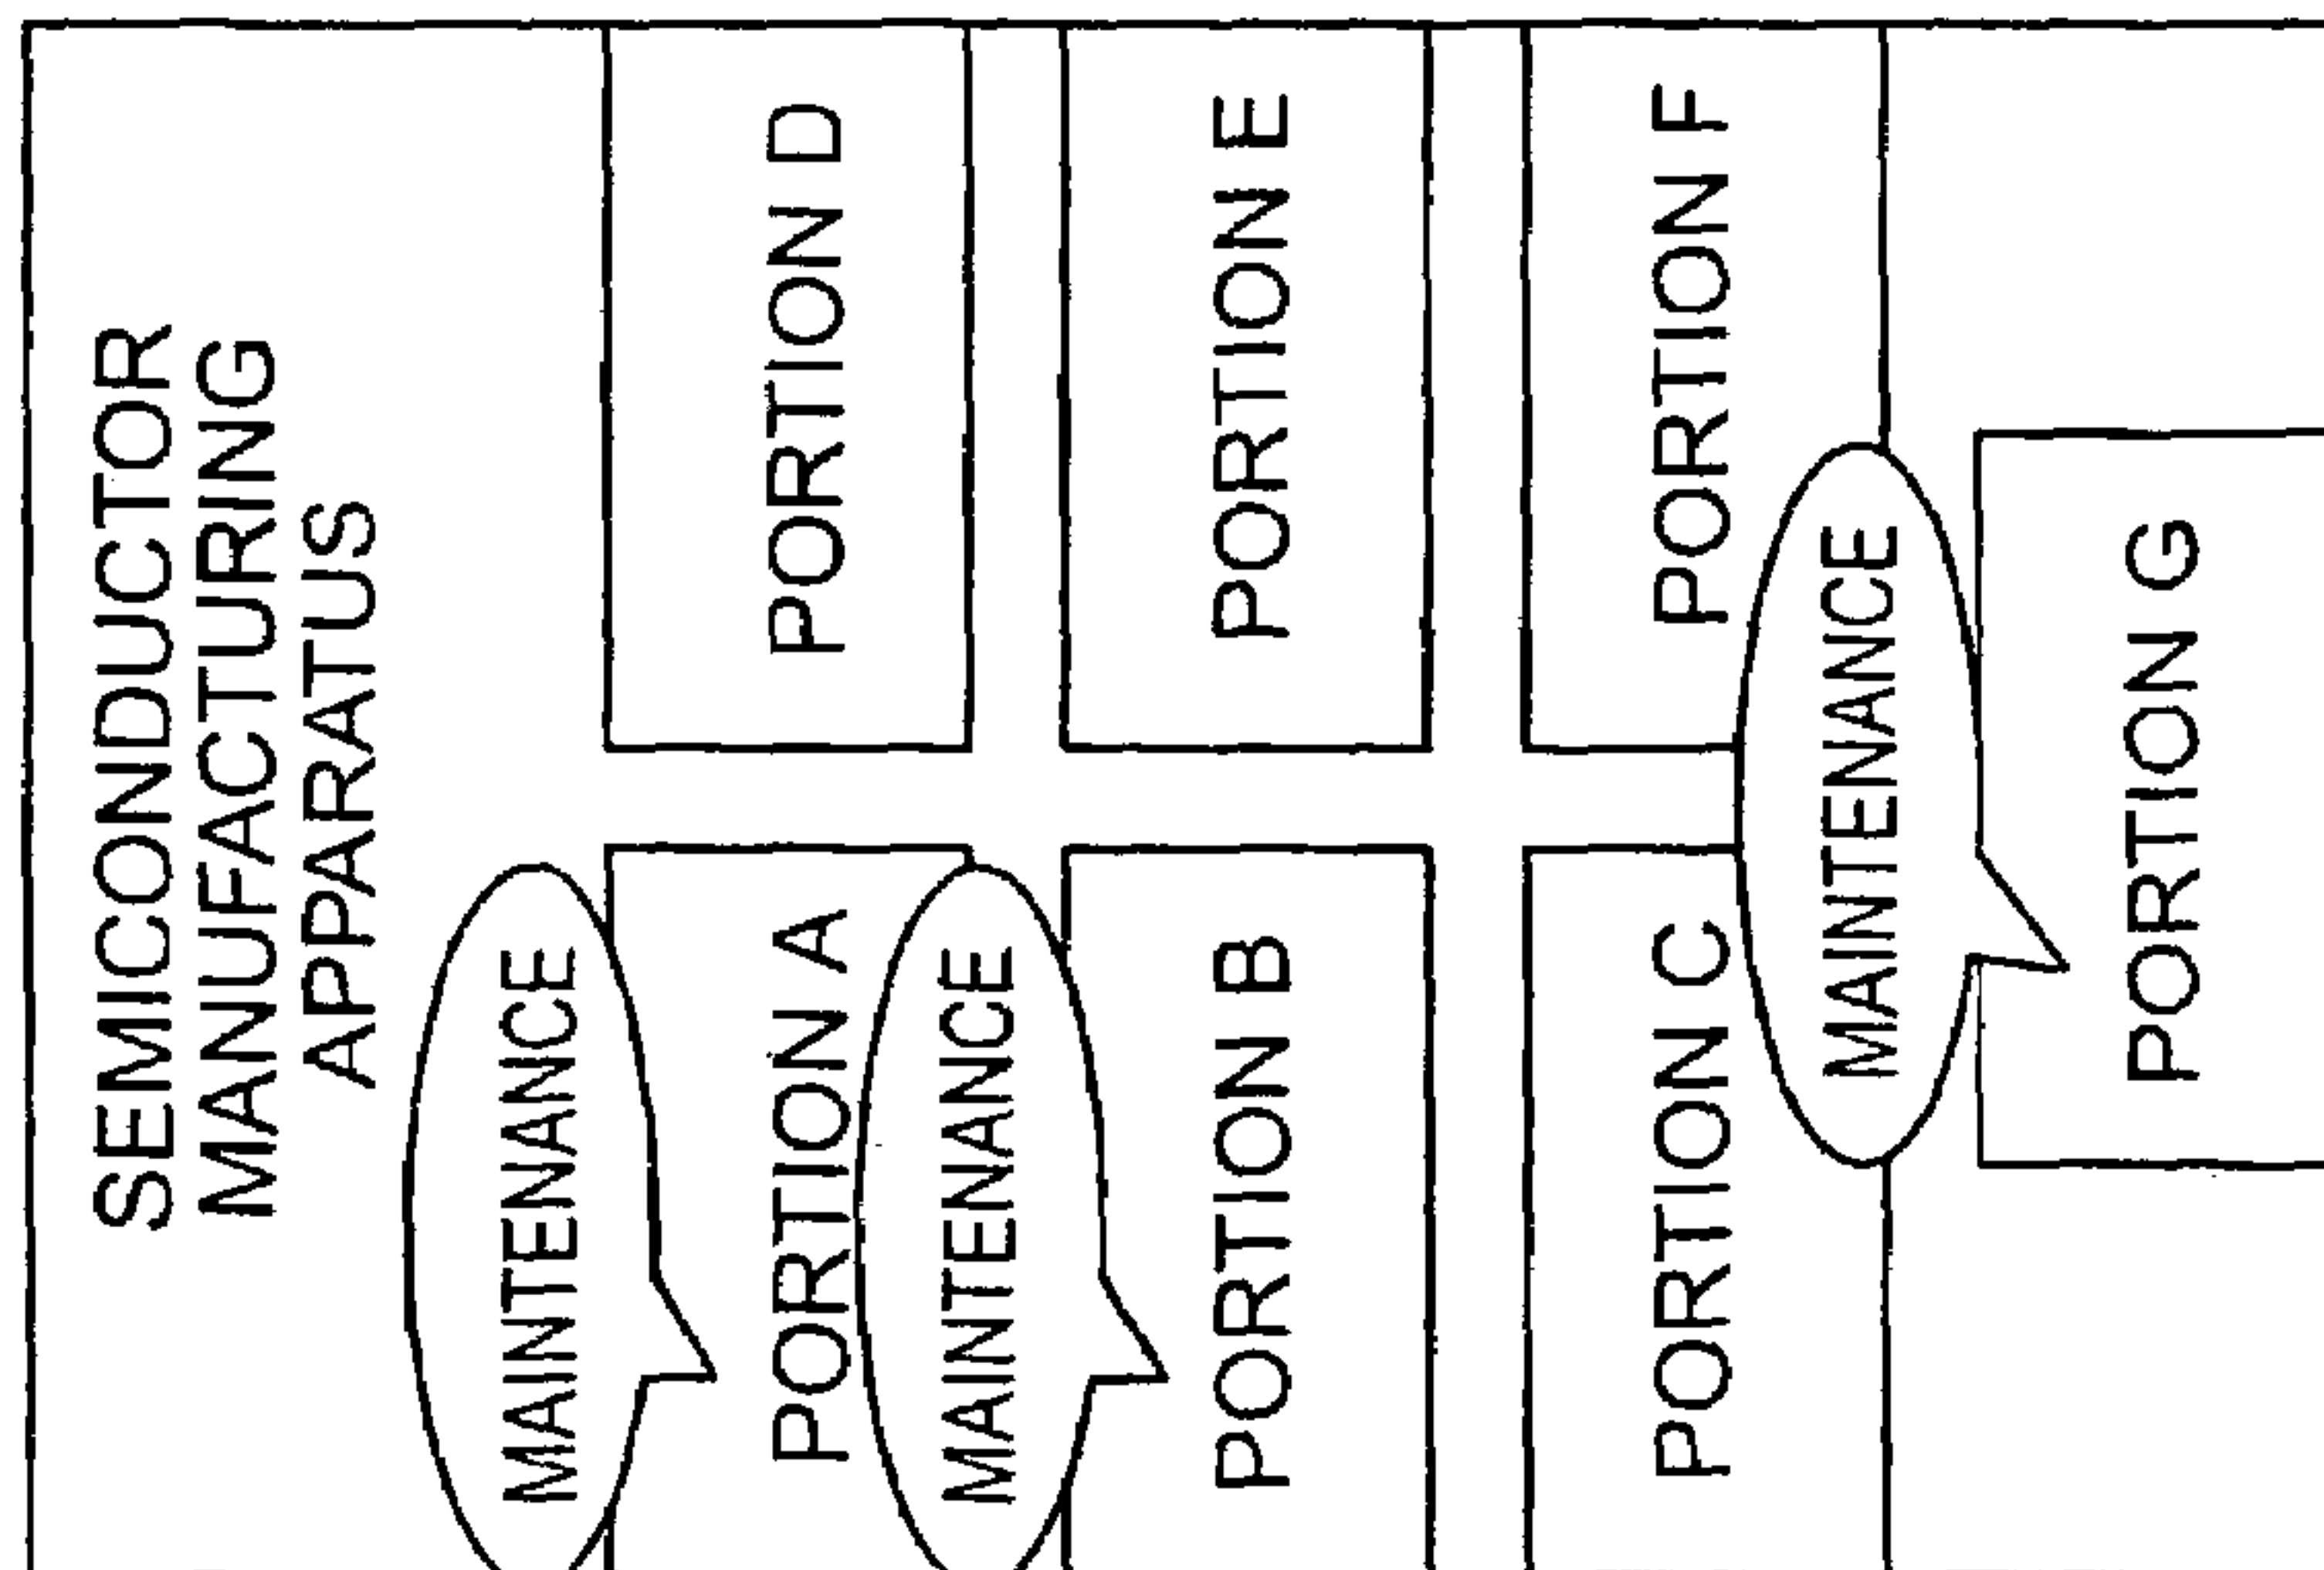 SEMICONDUCTOR
MANUFACTURING
APPARATUS
MAINTENANCE
PORTION A
PORTION D
MAINTENANCE
PORTION B
PORTION E
PORTION C
PORTION F
MAINTENANCE
PORTION G